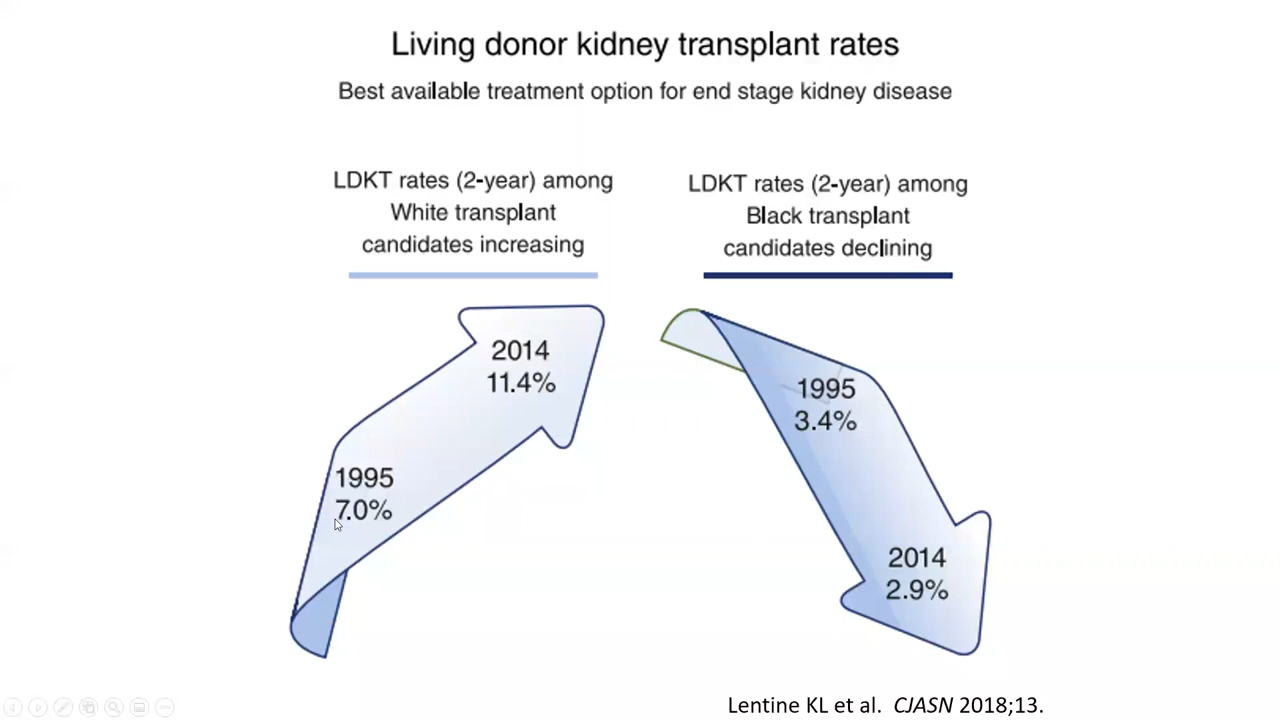 Living donor kidney transplant rates
Best available treatment option for end stage kidney disease
LDKT rates (2-year) among
White transplant
candidates increasing
2014
11.4%
1995
7.0%
LDKT rates (2-year) among
Black transplant
candidates declining
1995
3.4%
2014
2.9%
Lentine KL et al. CJASN 2018;13.